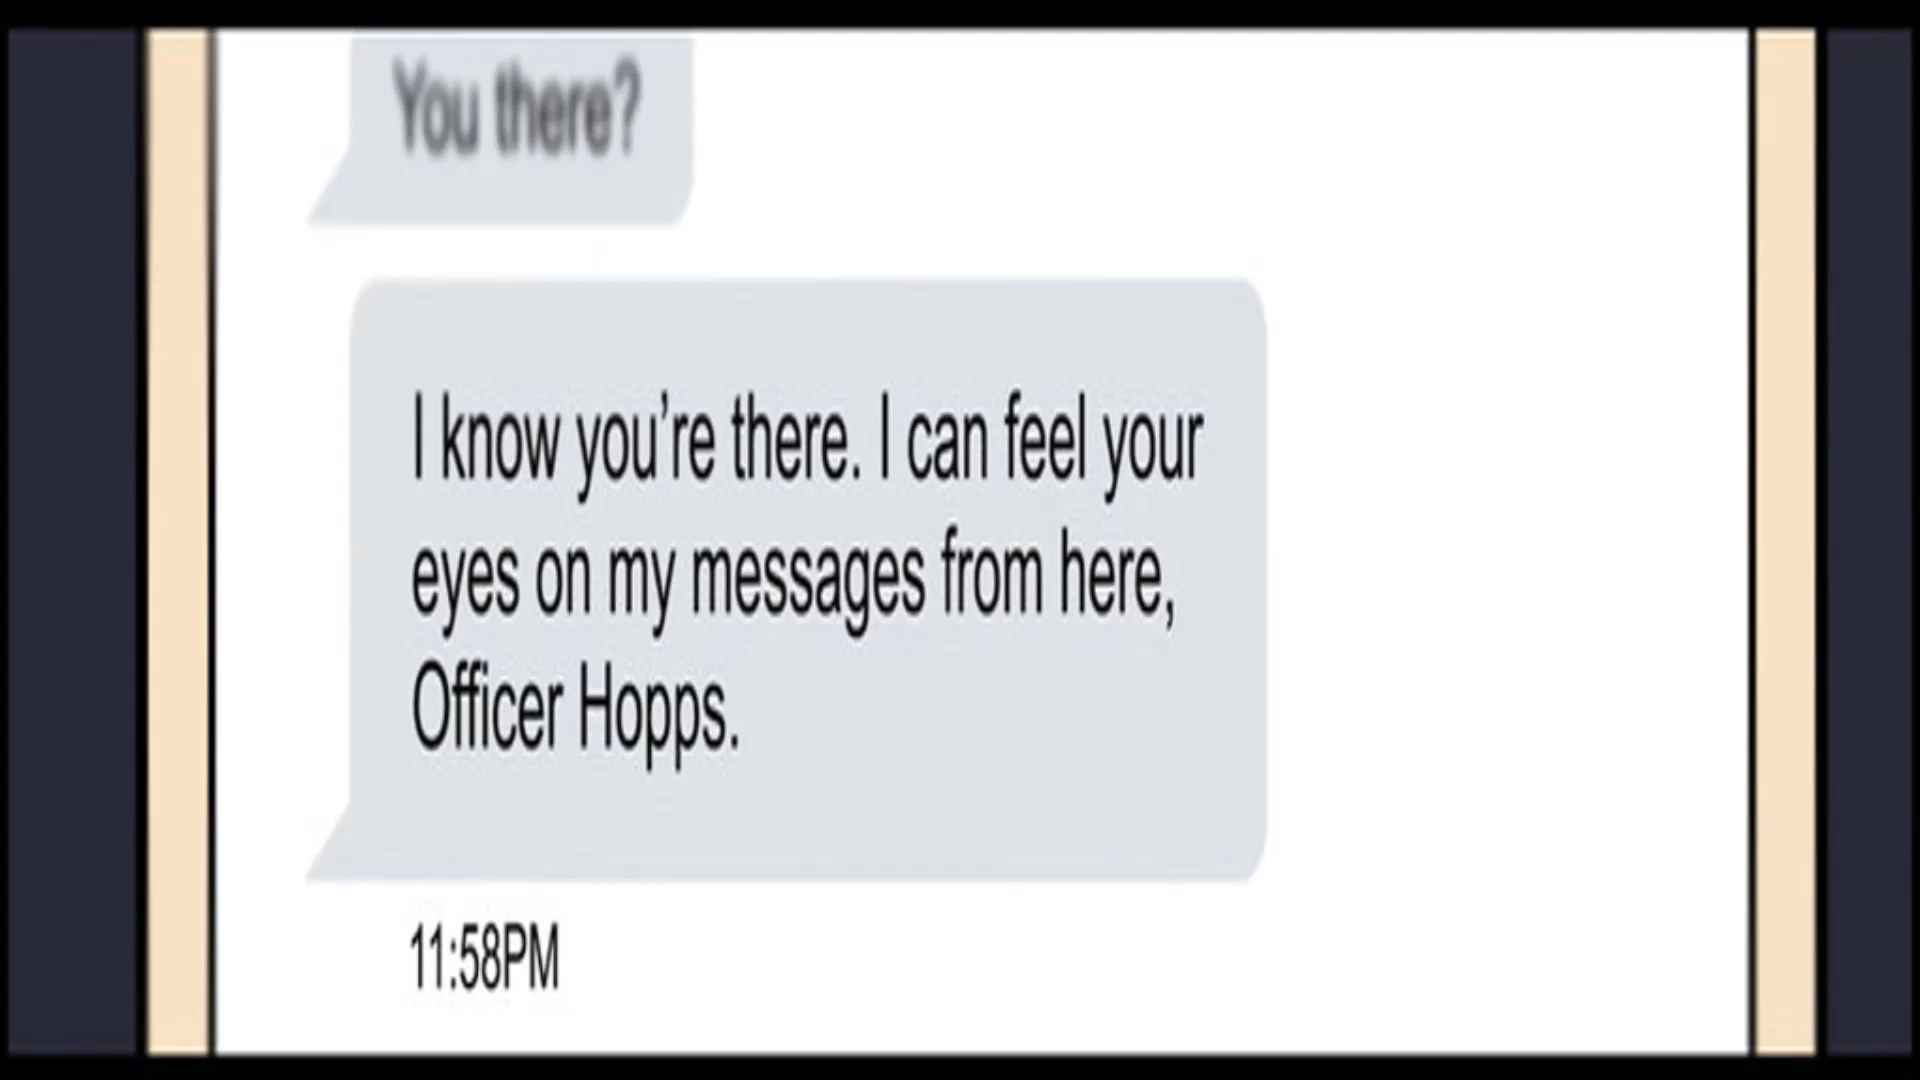 You there?
I know you’re there. I can feel your
eyes on my messages from here,
Officer Hopps.
11:58PM